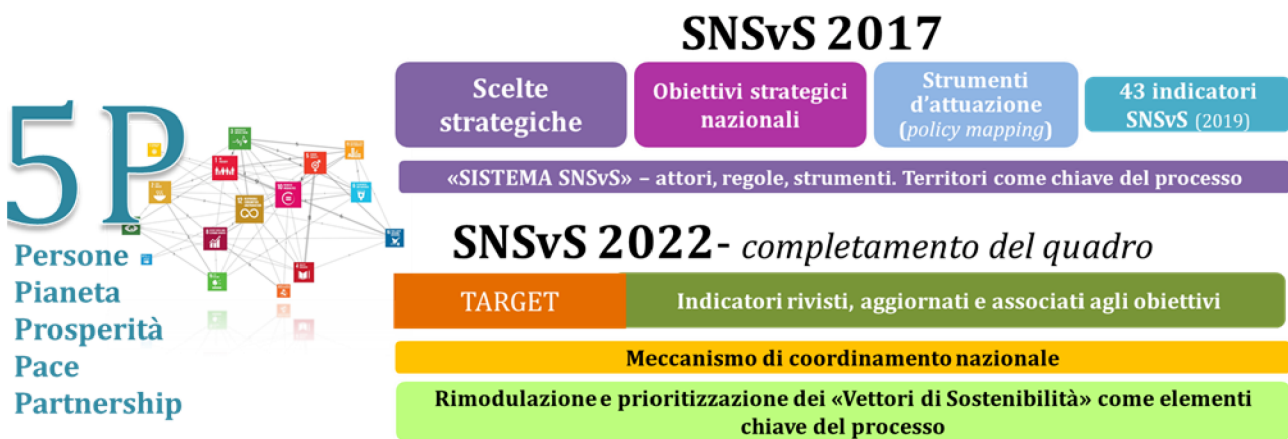 SNSvS 2017
Scelte
strategiche
Obiettivi strategici
nazionali
Strumenti
d'attuazione
(policy mapping)
43 indicatori
SNSvS (2019)
«SISTEMA SNSvS» – attori, regole, strumenti. Territori come chiave del processo
5P
Persone
Pianeta
Prosperità
Pace
Partnership
SNSvS 2022- completamento del quadro
TARGET
Indicatori rivisti, aggiornati e associati agli obiettivi
Meccanismo di coordinamento nazionale
Rimodulazione e prioritizzazione dei «Vettori di Sostenibilità» come elementi
chiave del processo